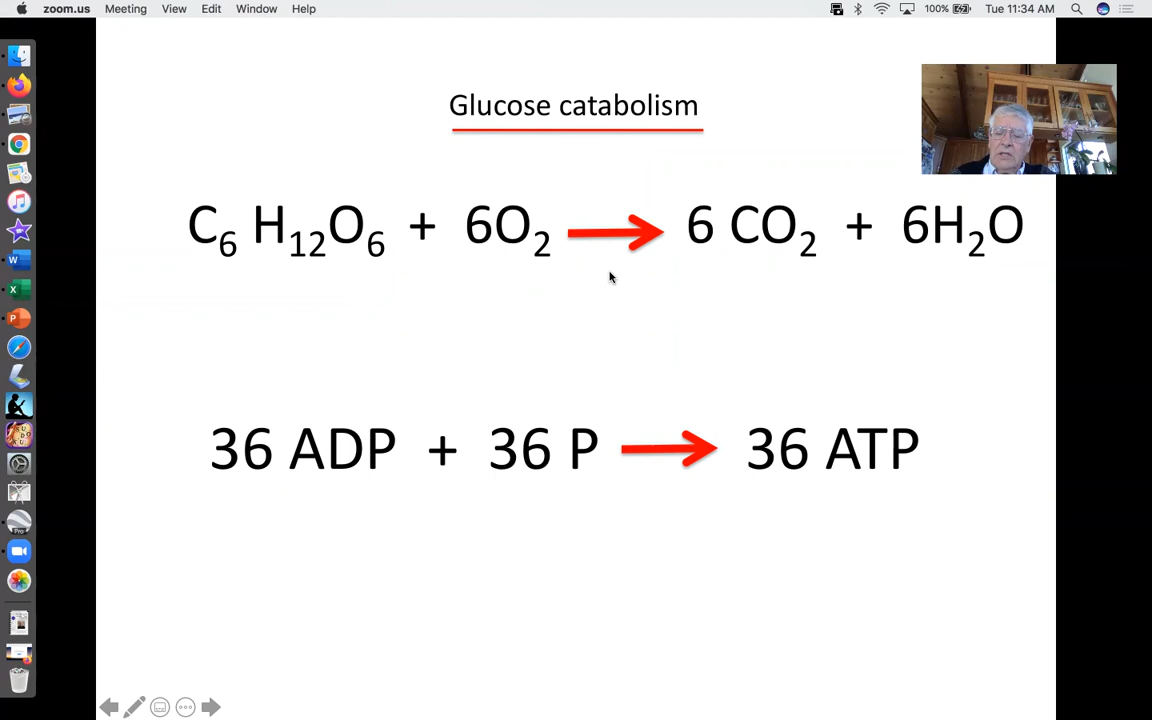 zoom.us Meeting View Edit Window Help 100% Tue 11:34 AM
Glucose catabolism
C₆ H₁₂O₆ + 6O₂ → 6 CO₂ + 6H₂O
36 ADP + 36 P → 36 ATP